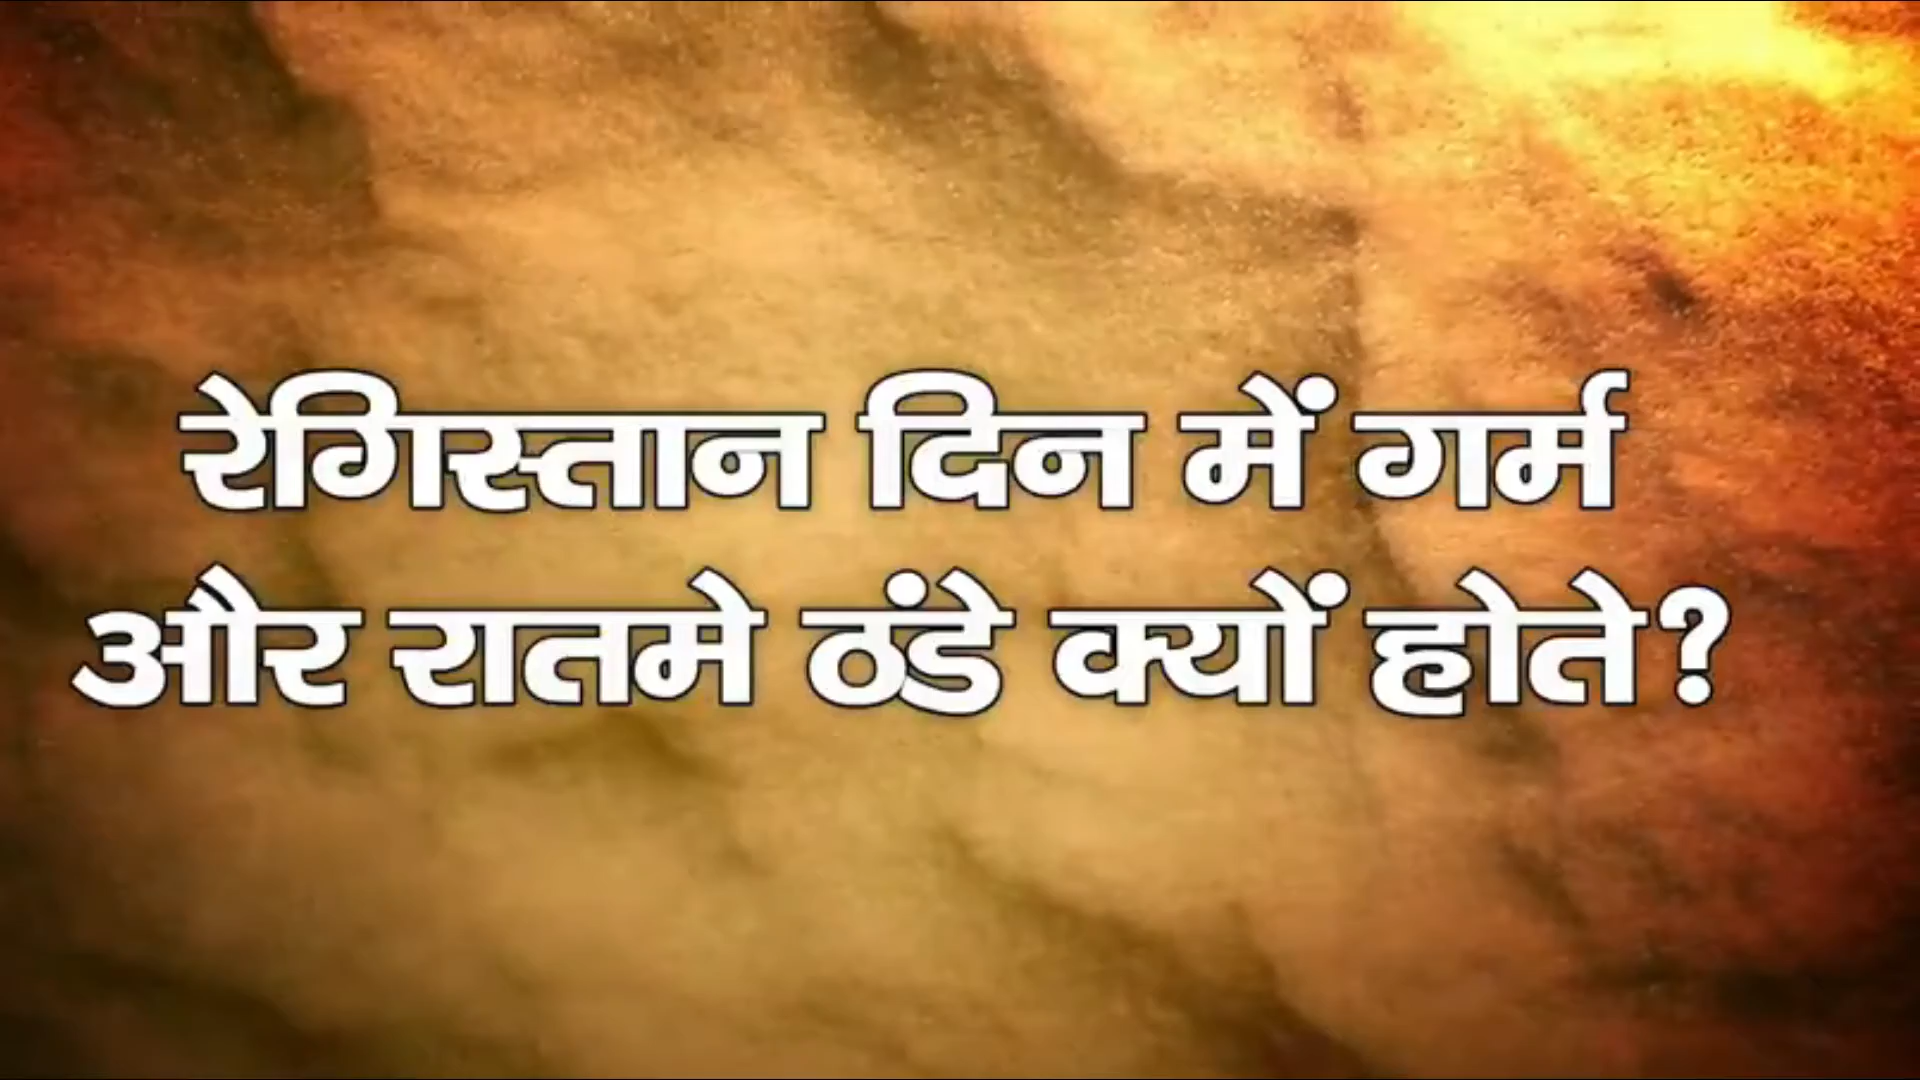 रेगिस्तान दिन में गर्म
और रातमे ठंडे क्यों होते?